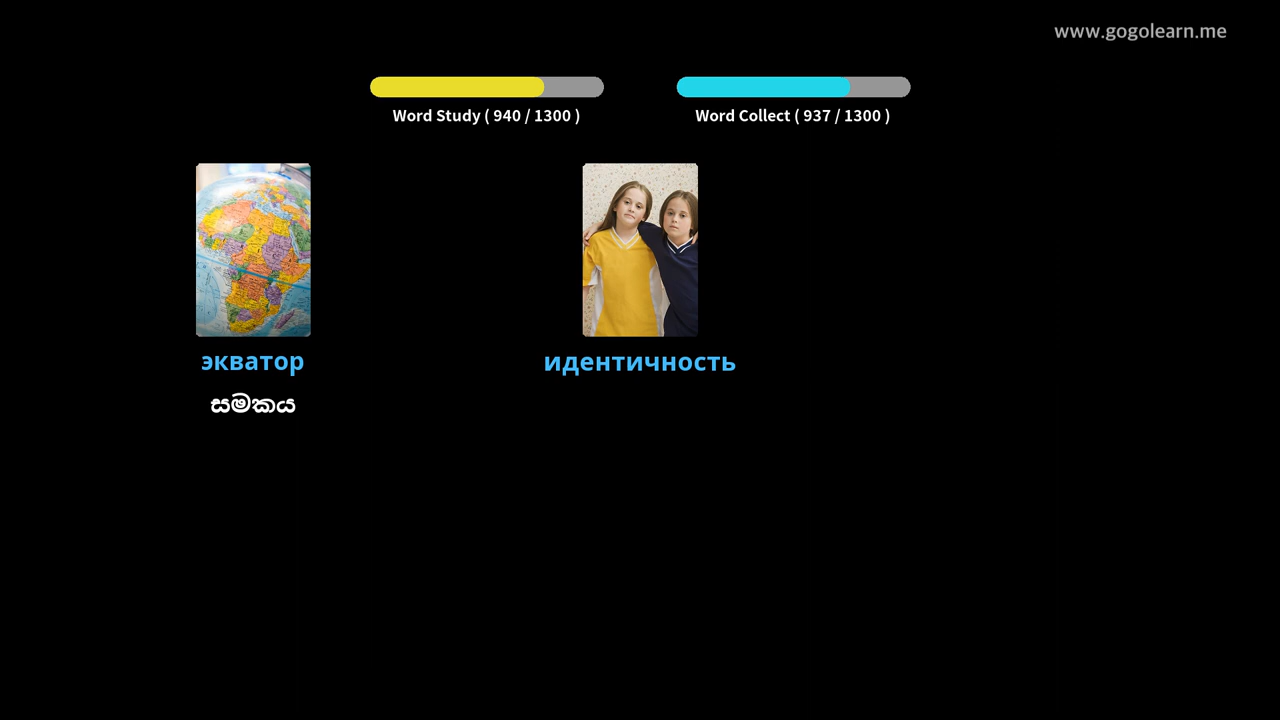 www.gogolearn.me
Word Study ( 940 / 1300 )
Word Collect ( 937 / 1300 )
экватор
идентичность
සමකය